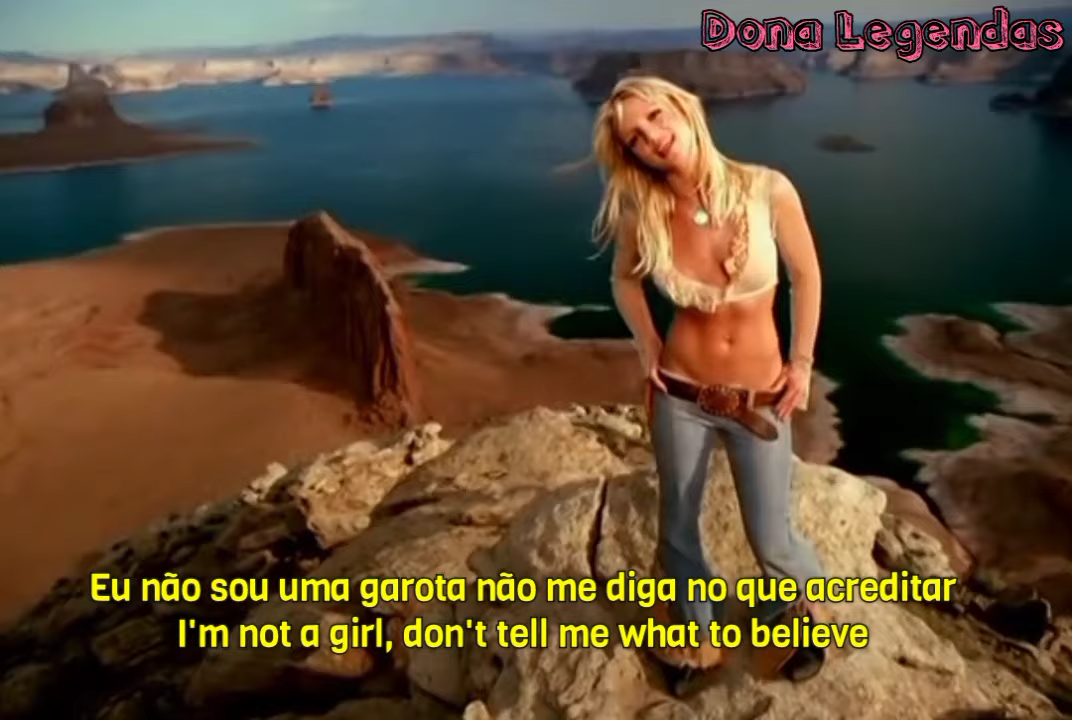 Dona Legendas
Eu não sou uma garota não me diga no que acreditar
I'm not a girl, don't tell me what to believe